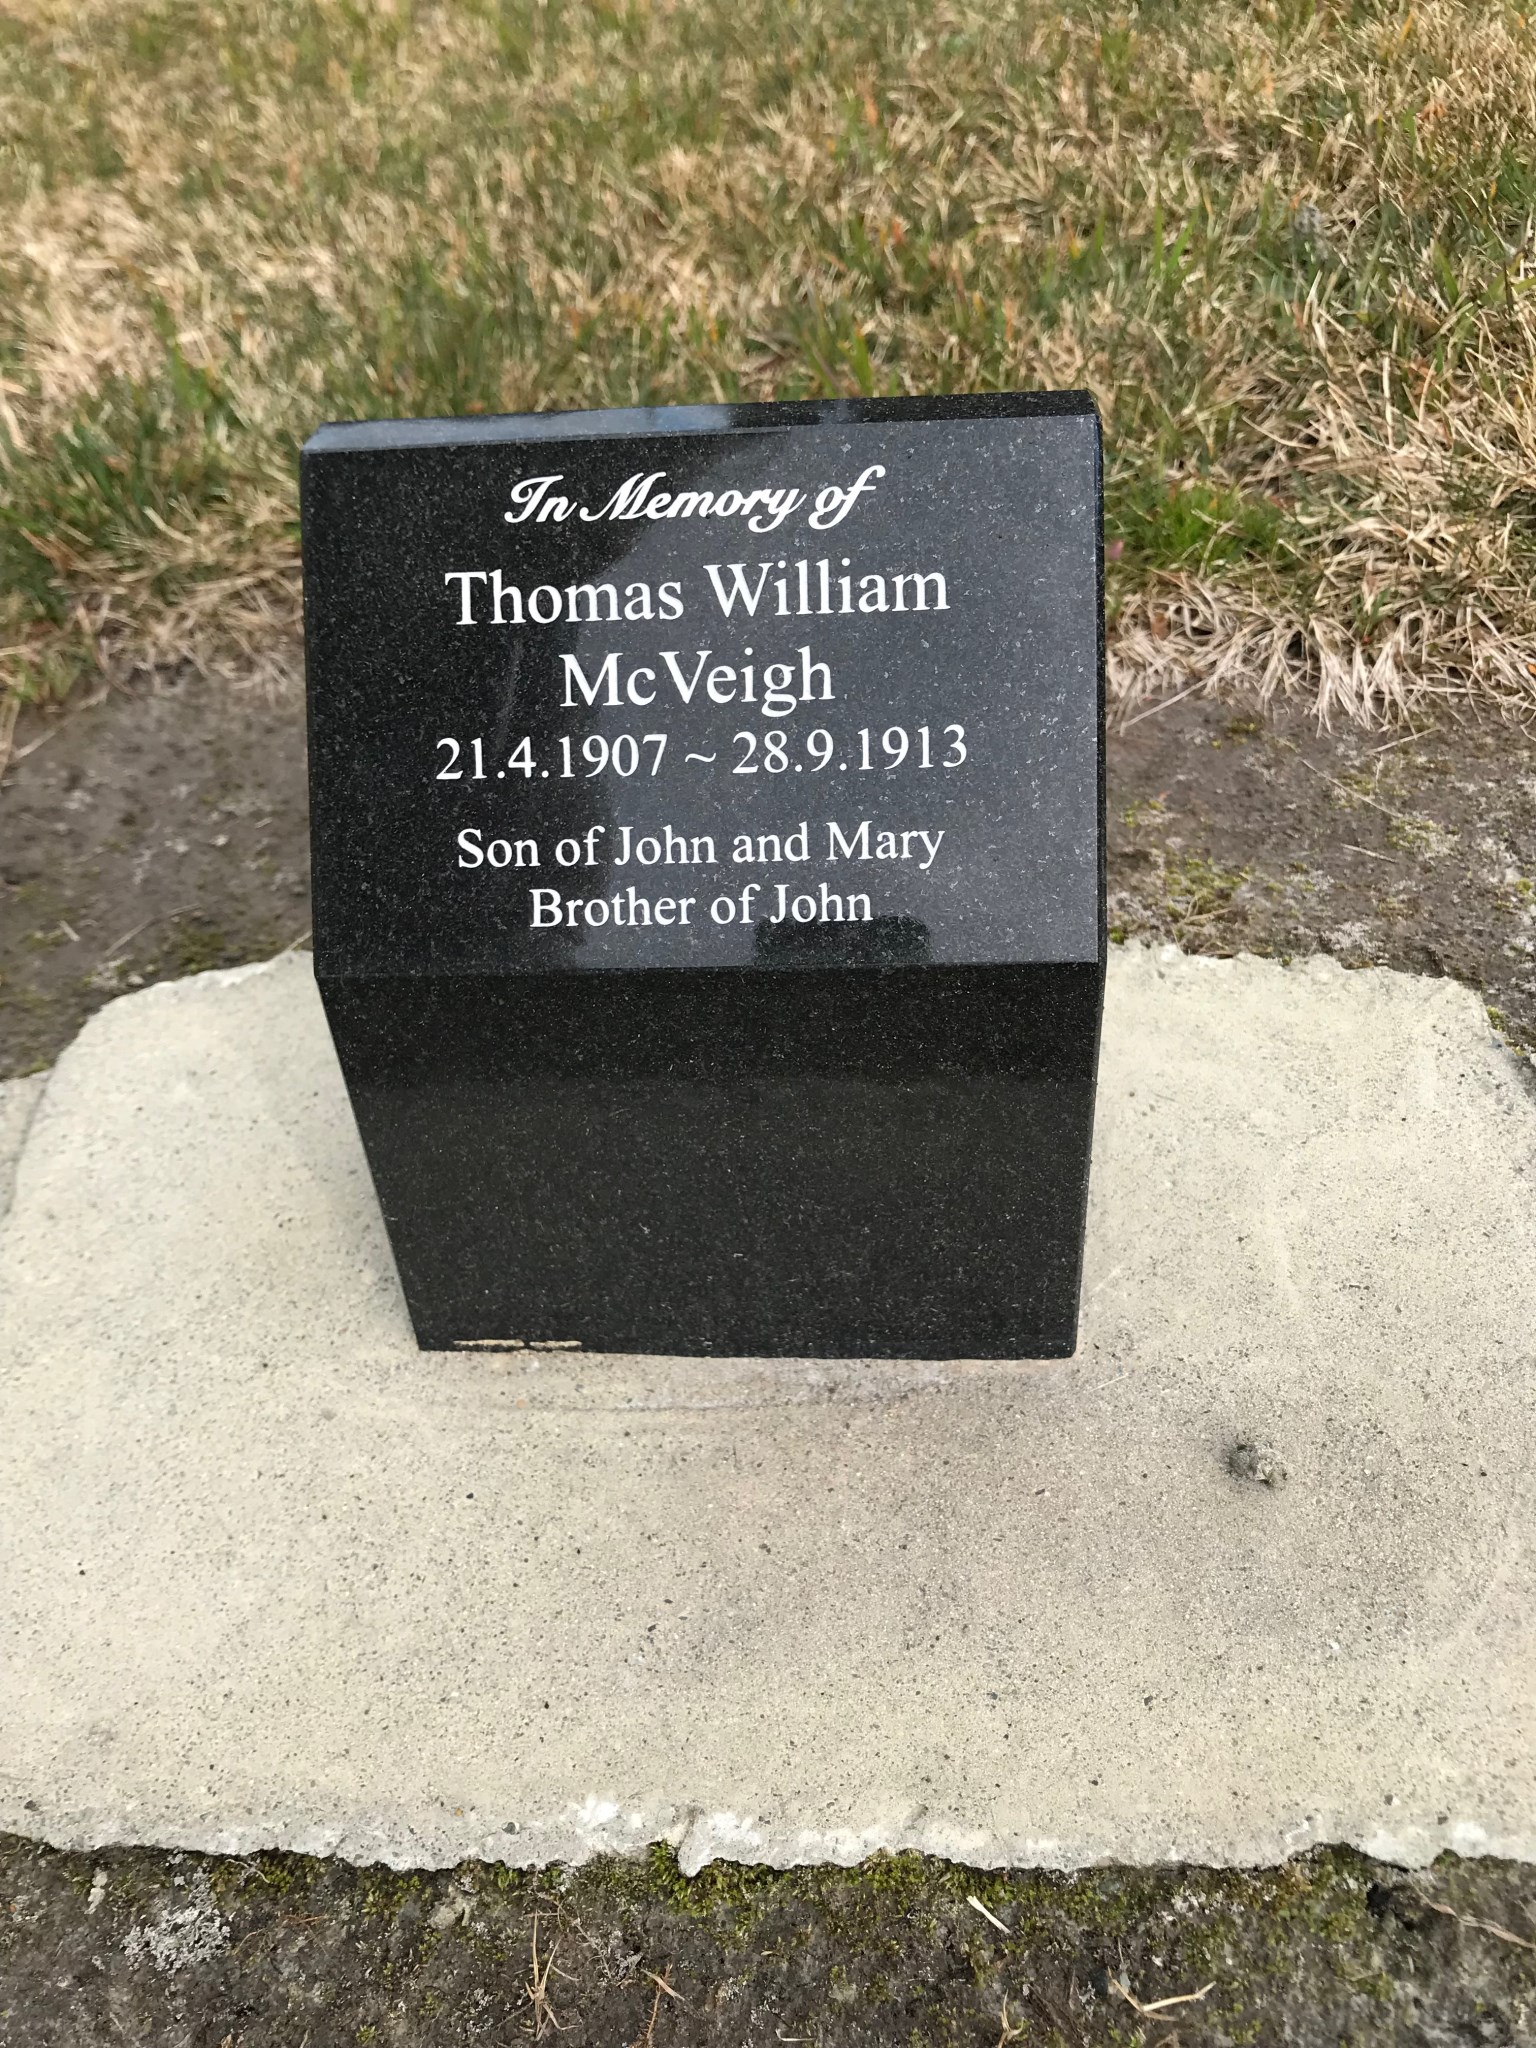 In Memory of
Thomas William
McVeigh
21.4.1907 ~ 28.9.1913
Son of John and Mary
Brother of John